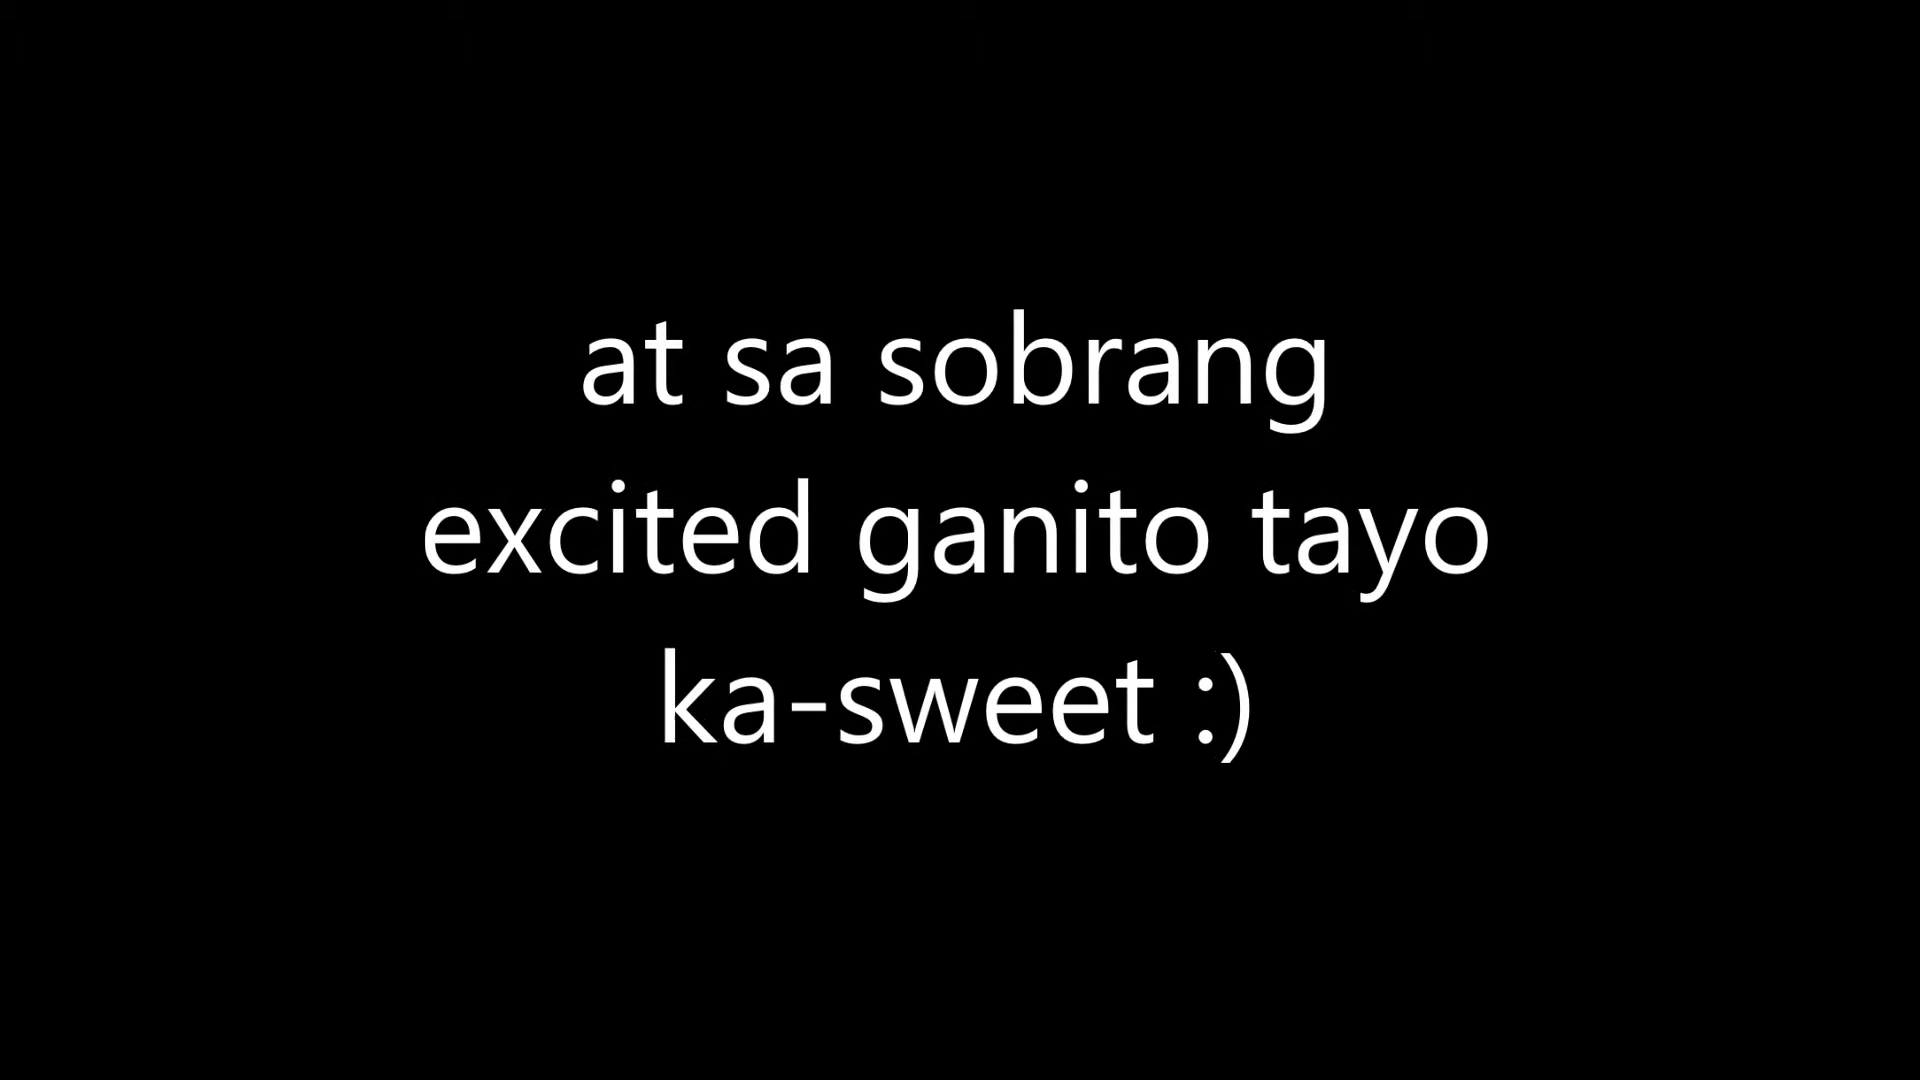 at sa sobrang
excited ganito tayo
ka-sweet :)